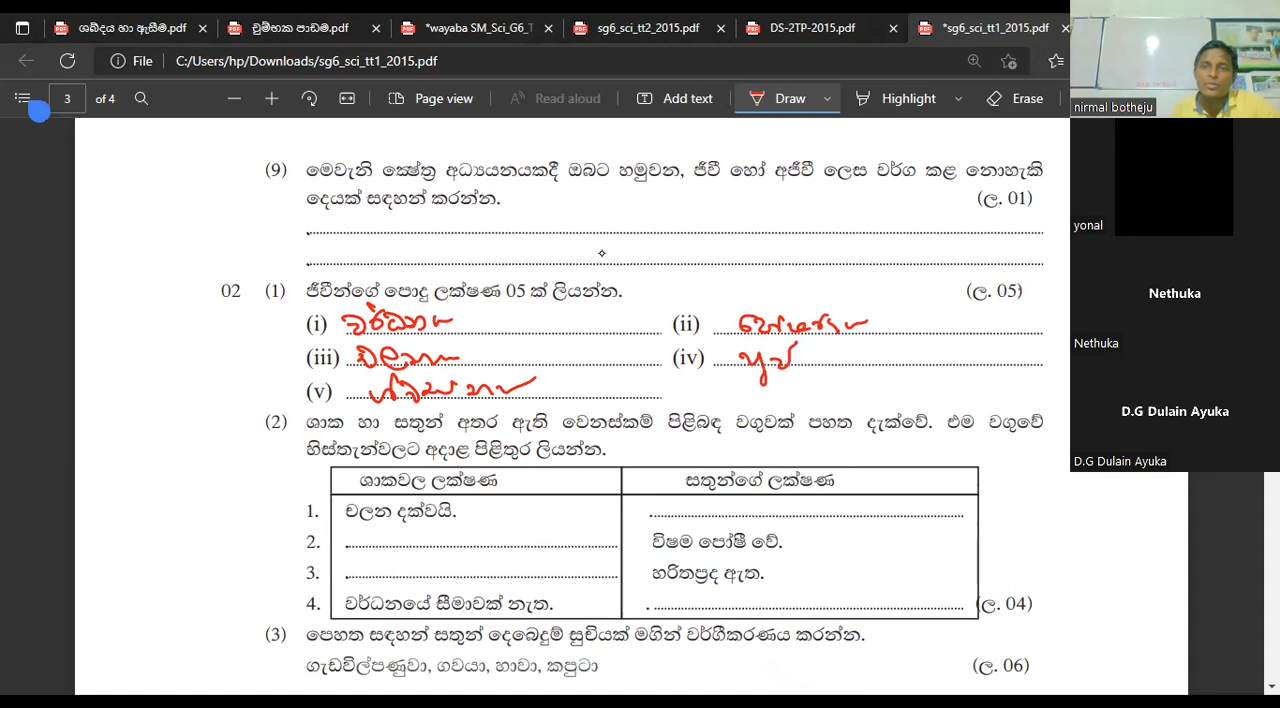 ශබ්දය හා ඇසීම.pdf
චුම්භක පාඩම.pdf
*wayaba SM_Sci_G6_T
sg6_sci_tt2_2015.pdf
DS-2TP-2015.pdf
*sg6_sci_tt1_2015.pdf
File C:/Users/hp/Downloads/sg6_sci_tt1_2015.pdf
3 of 4 Page view Read aloud Add text Draw Highlight Erase
nirmal botheju
(9) මෙවැනි ක්‍ෂේත්‍ර අධ්‍යයනයකදී ඔබට හමුවන, ජීවී හෝ අජීවී ලෙස වර්ග කළ නොහැකි
දෙයක් සඳහන් කරන්න. (ල. 01)
yonal
02 (1) ජීවීන්ගේ පොදු ලක්ෂණ 05 ක් ලියන්න. (ල. 05)
Nethuka
(i) වර්ධනය (ii) පෝෂණය
Nethuka
(iii) චලනය (iv) ප්‍රජ
(v) ශ්වසනය
D.G Dulain Ayuka
(2) ශාක හා සතුන් අතර ඇති වෙනස්කම් පිළිබඳ වගුවක් පහත දැක්වේ. එම වගුවේ
හිස්තැන්වලට අදාළ පිළිතුර ලියන්න.
D.G Dulain Ayuka
ශාකවල ලක්ෂණ සතුන්ගේ ලක්ෂණ
1. චලන දක්වයි.
2. විෂම පෝෂී වේ.
3. හරිතප්‍රද ඇත.
4. වර්ධනයේ සීමාවක් නැත. (ල. 04)
(3) පෙහත සඳහන් සතුන් දෙබෙදුම් සුචියක් මගින් වර්ගීකරණය කරන්න.
ගැඩවිල්පණුවා, ගවයා, හාවා, කපුටා (ල. 06)